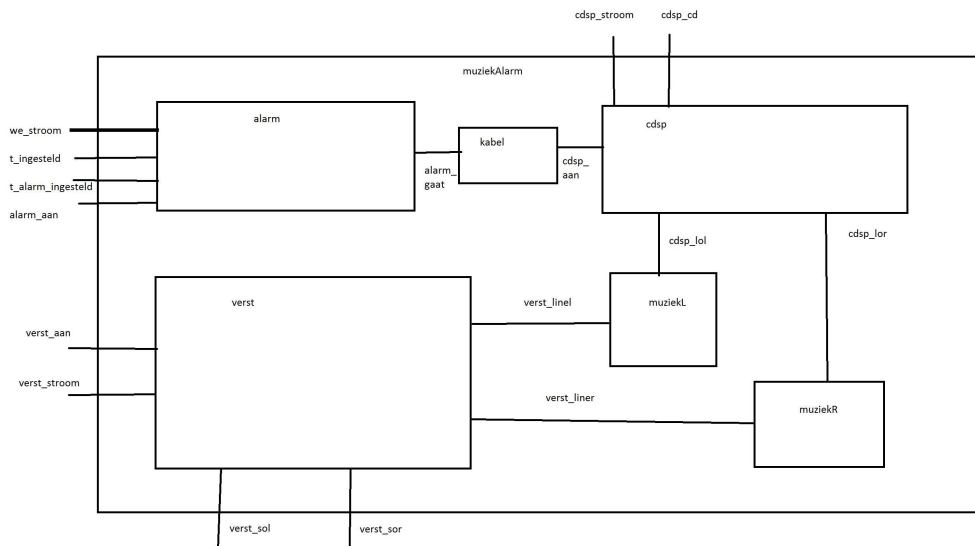 cdsp_stroom
cdsp_cd
muziekAlarm
alarm
cdsp
we_stroom
kabel
t_ingesteld
alarm_
gaat
cdsp_
aan
t_alarm_ingesteld
alarm_aan
cdsp_lol
cdsp_lor
verst
verst_linel
muziekL
verst_aan
verst_stroom
verst_liner
muziekR
verst_sol
verst_sor